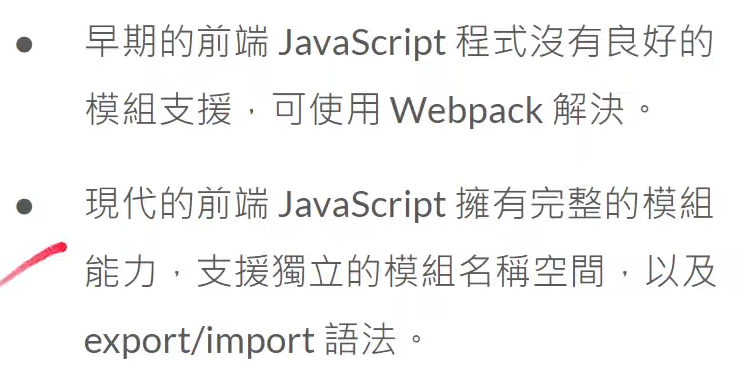 ● 早期的前端 JavaScript 程式沒有良好的
模組支援，可使用 Webpack 解決。
● 現代的前端 JavaScript 擁有完整的模組
能力，支援獨立的模組名稱空間，以及
export/import 語法。